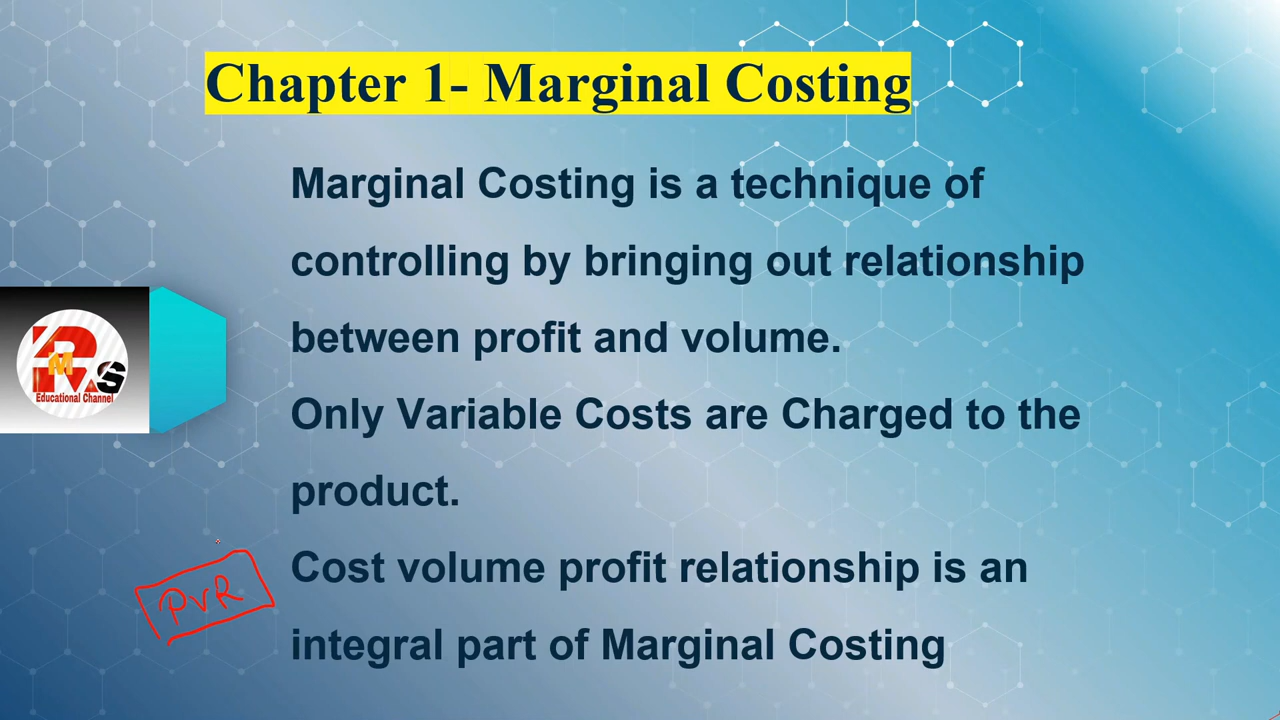 Chapter 1- Marginal Costing
Marginal Costing is a technique of
controlling by bringing out relationship
between profit and volume.
Only Variable Costs are Charged to the
product.
Cost volume profit relationship is an
integral part of Marginal Costing
PVR
M
S
Educational Channel